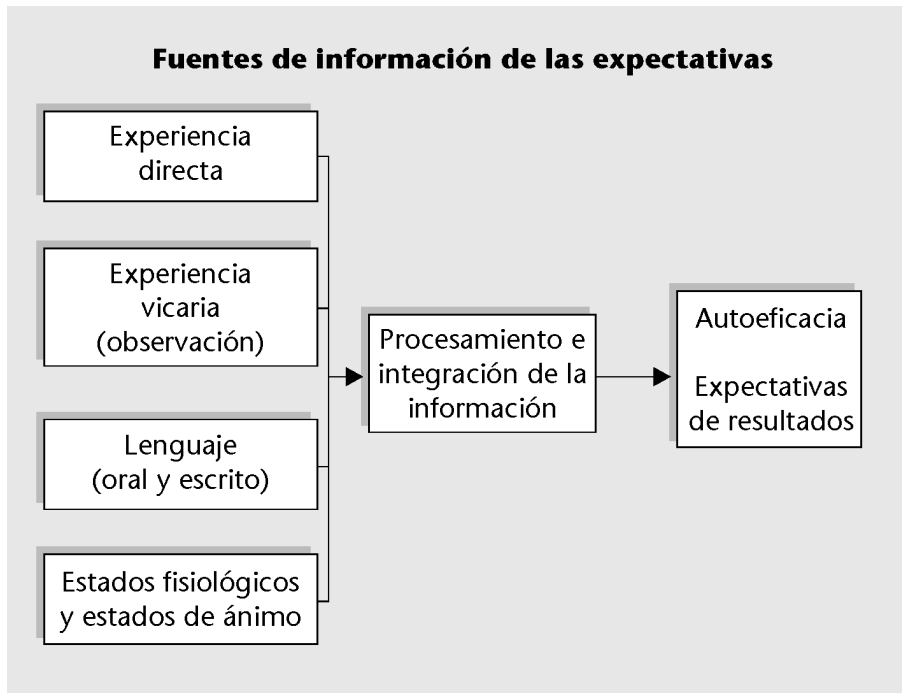 Fuentes de información de las expectativas
Experiencia
directa
Experiencia
vicaria
(observación)
Lenguaje
(oral y escrito)
Estados fisiológicos
y estados de ánimo
Procesamiento e
integración de la
información
Autoeficacia
Expectativas
de resultados